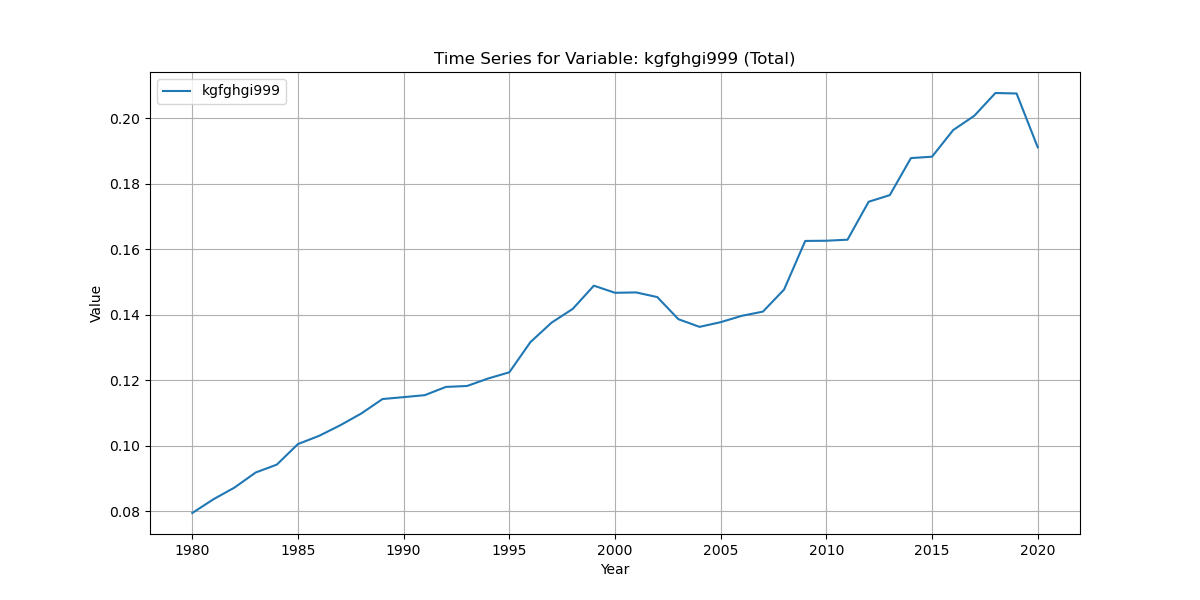 Time Series for Variable: kgfghgi999 (Total)
kgfghgi999
Value
0.20
0.18
0.16
0.14
0.12
0.10
0.08
1980 1985 1990 1995 2000 2005 2010 2015 2020
Year